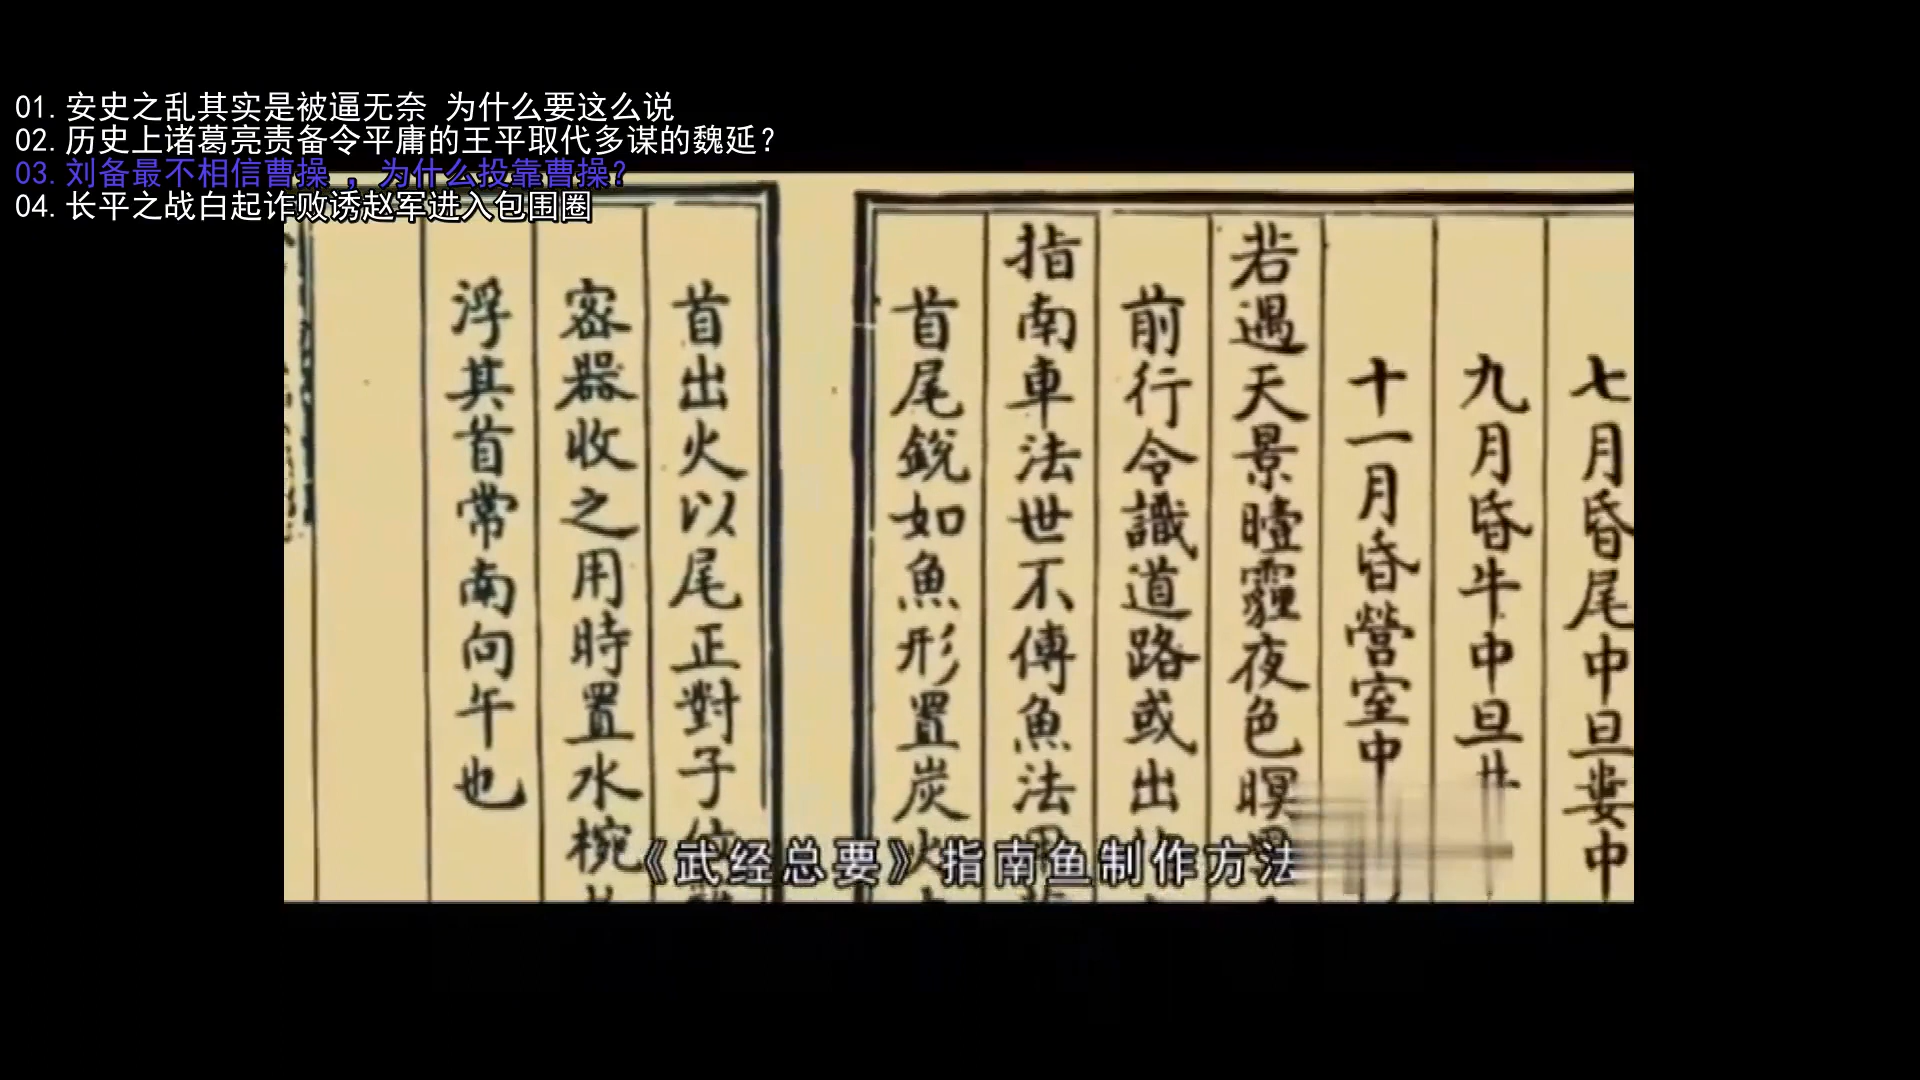 01. 安史之乱其实是被逼无奈 为什么要这么说
02. 历史上诸葛亮责备令平庸的王平取代多谋的魏延？
03. 刘备最不相信曹操 ，为什么投靠曹操？
04. 长平之战白起诈败诱赵军进入包围圈
七月昏尾中旦娄中
九月昏牛中旦
十一月昏營室中
若遇天景曀霾夜色暝
前行令識道路或出
指南車法世不傳魚法
首尾銳如魚形置炭火
首出火以尾正對子位
密器收之用時置水椀
浮其首常南向午也
《武经总要》指南鱼制作方法